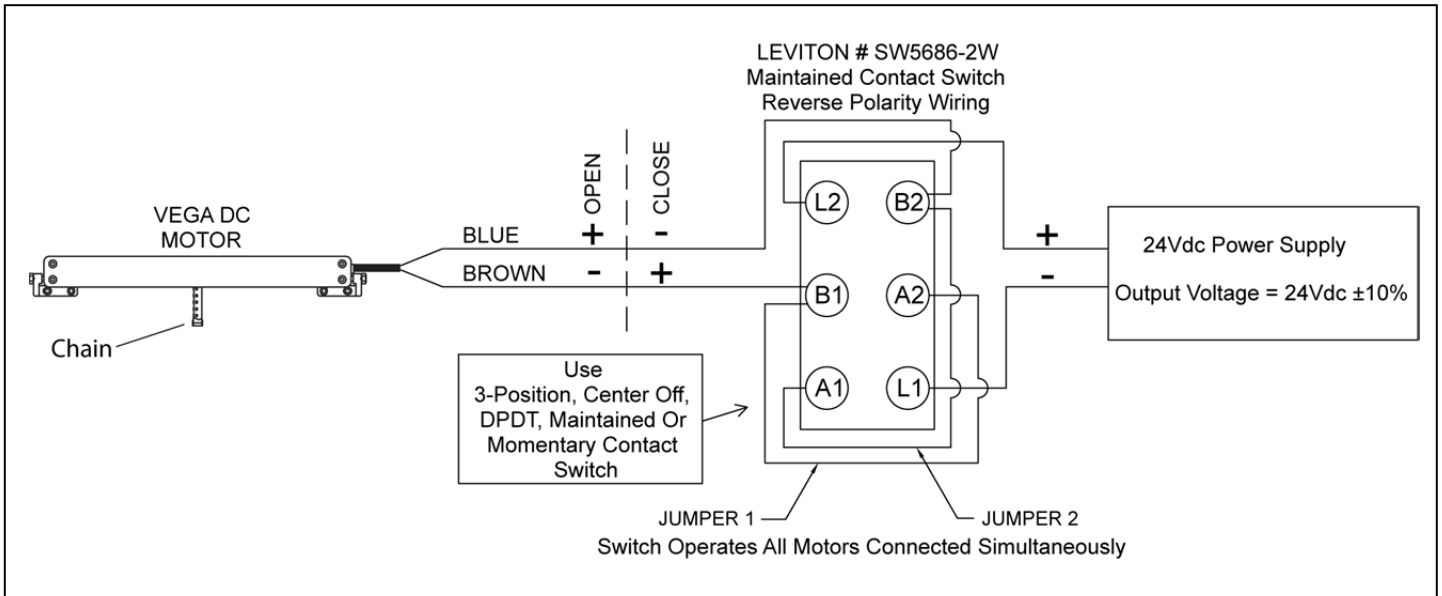 LEVITON # SW5686-2W
Maintained Contact Switch
Reverse Polarity Wiring
OPEN
CLOSE
VEGA DC
MOTOR
BLUE
+ -
BROWN
- +
Chain
L2
B2
B1
A2
A1
L1
+
-
24Vdc Power Supply
Output Voltage = 24Vdc ±10%
Use
3-Position, Center Off,
DPDT, Maintained Or
Momentary Contact
Switch
JUMPER 1
JUMPER 2
Switch Operates All Motors Connected Simultaneously